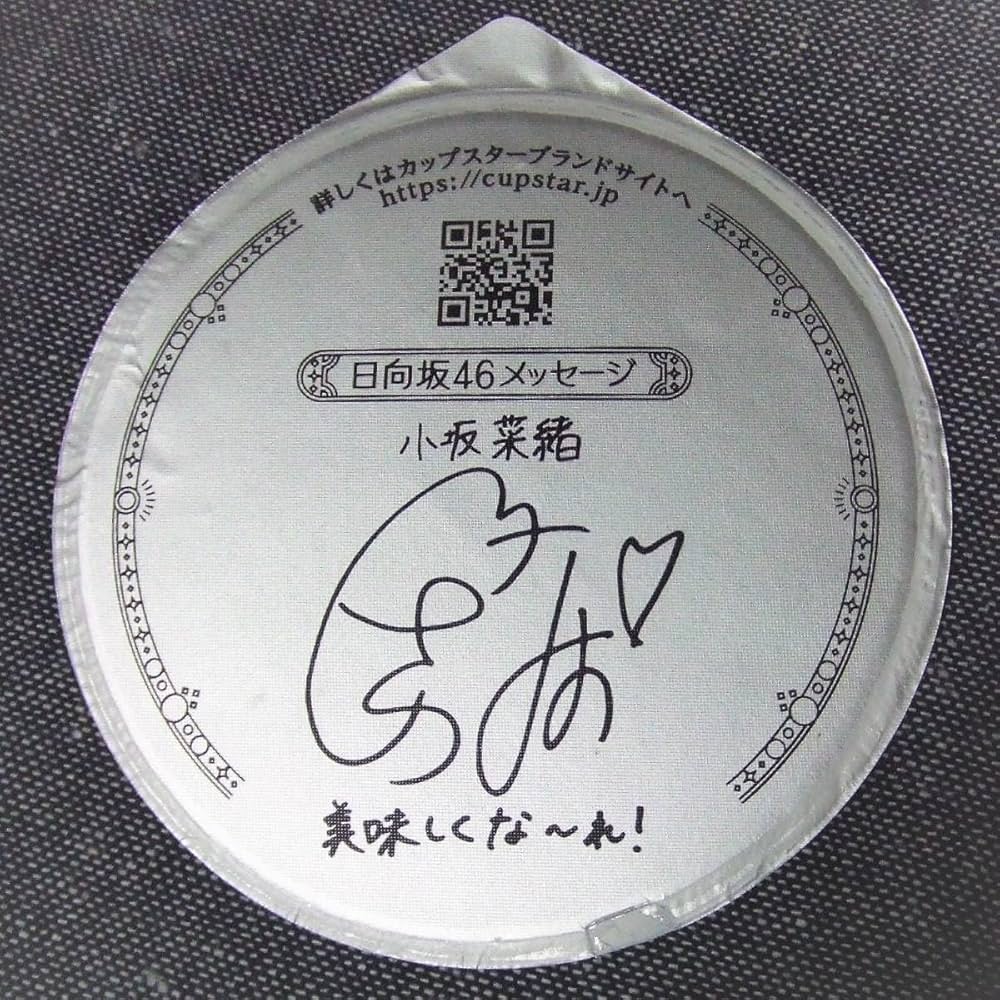 詳しくはカップスターブランドサイトへ
https://cupstar.jp
日向坂46メッセージ
小坂菜緒
美味しくな〜れ!